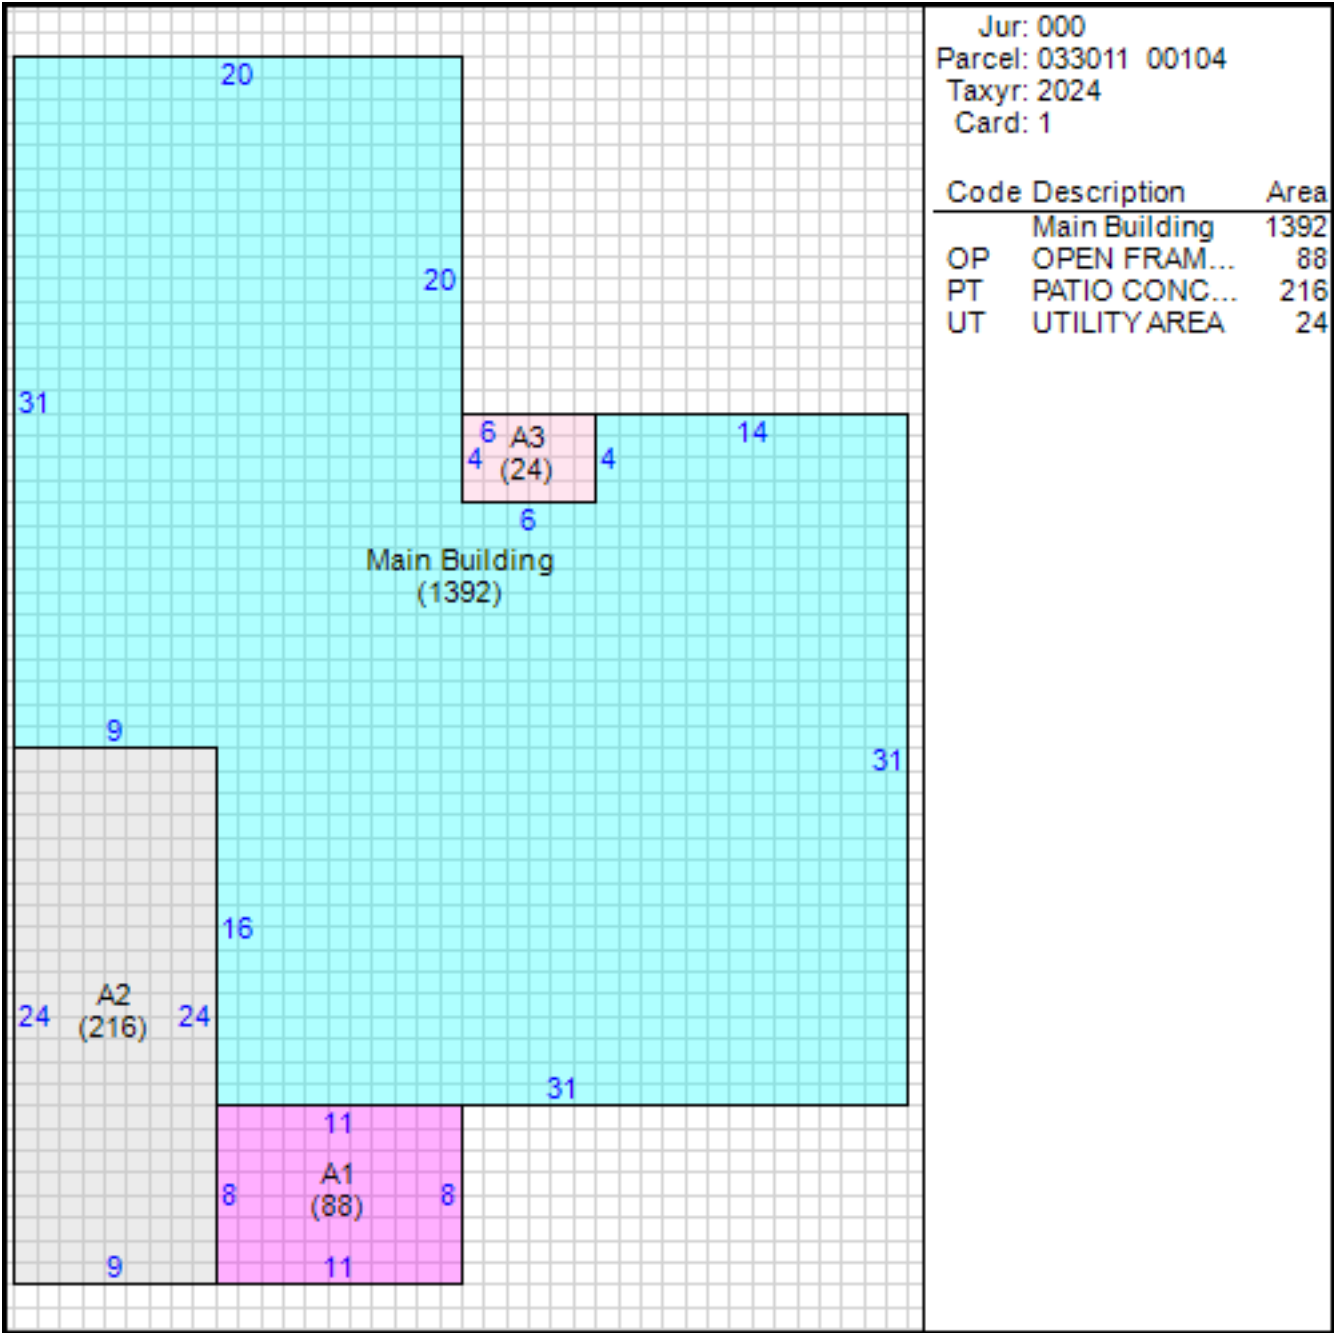 Jur: 000
Parcel: 033011 00104
Taxyr: 2024
Card: 1
Code Description Area
Main Building 1392
OP OPEN FRAM... 88
PT PATIO CONC... 216
UT UTILITY AREA 24
20
20
31
6
A3
14
4
(24)
4
6
Main Building
(1392)
9
31
16
A2
24
(216)
24
31
11
A1
8
(88)
8
9
11